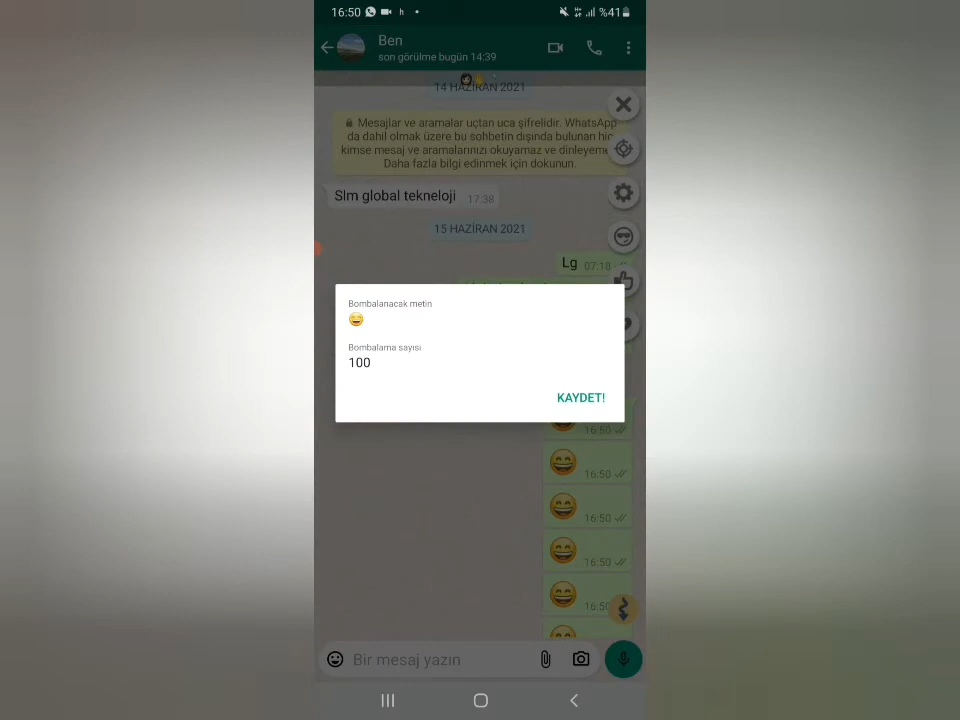 16:50 h %41
Ben
son görülme bugün 14:39
14 HAZİRAN 2021
Mesajlar ve aramalar uçtan uca şifrelidir. WhatsApp
da dahil olmak üzere bu sohbetin dışında bulunan hiç
kimse mesaj ve aramalarınızı okuyamaz ve dinleyeme
Daha fazla bilgi edinmek için dokunun.
Slm global tekneloji 17:38
15 HAZİRAN 2021
Lg 07:18
Bombalanacak metin
😄
Bombalama sayısı
100
KAYDET!
16:50
😄 16:50
😄 16:50
😄 16:50
😄 16:50
Bir mesaj yazın